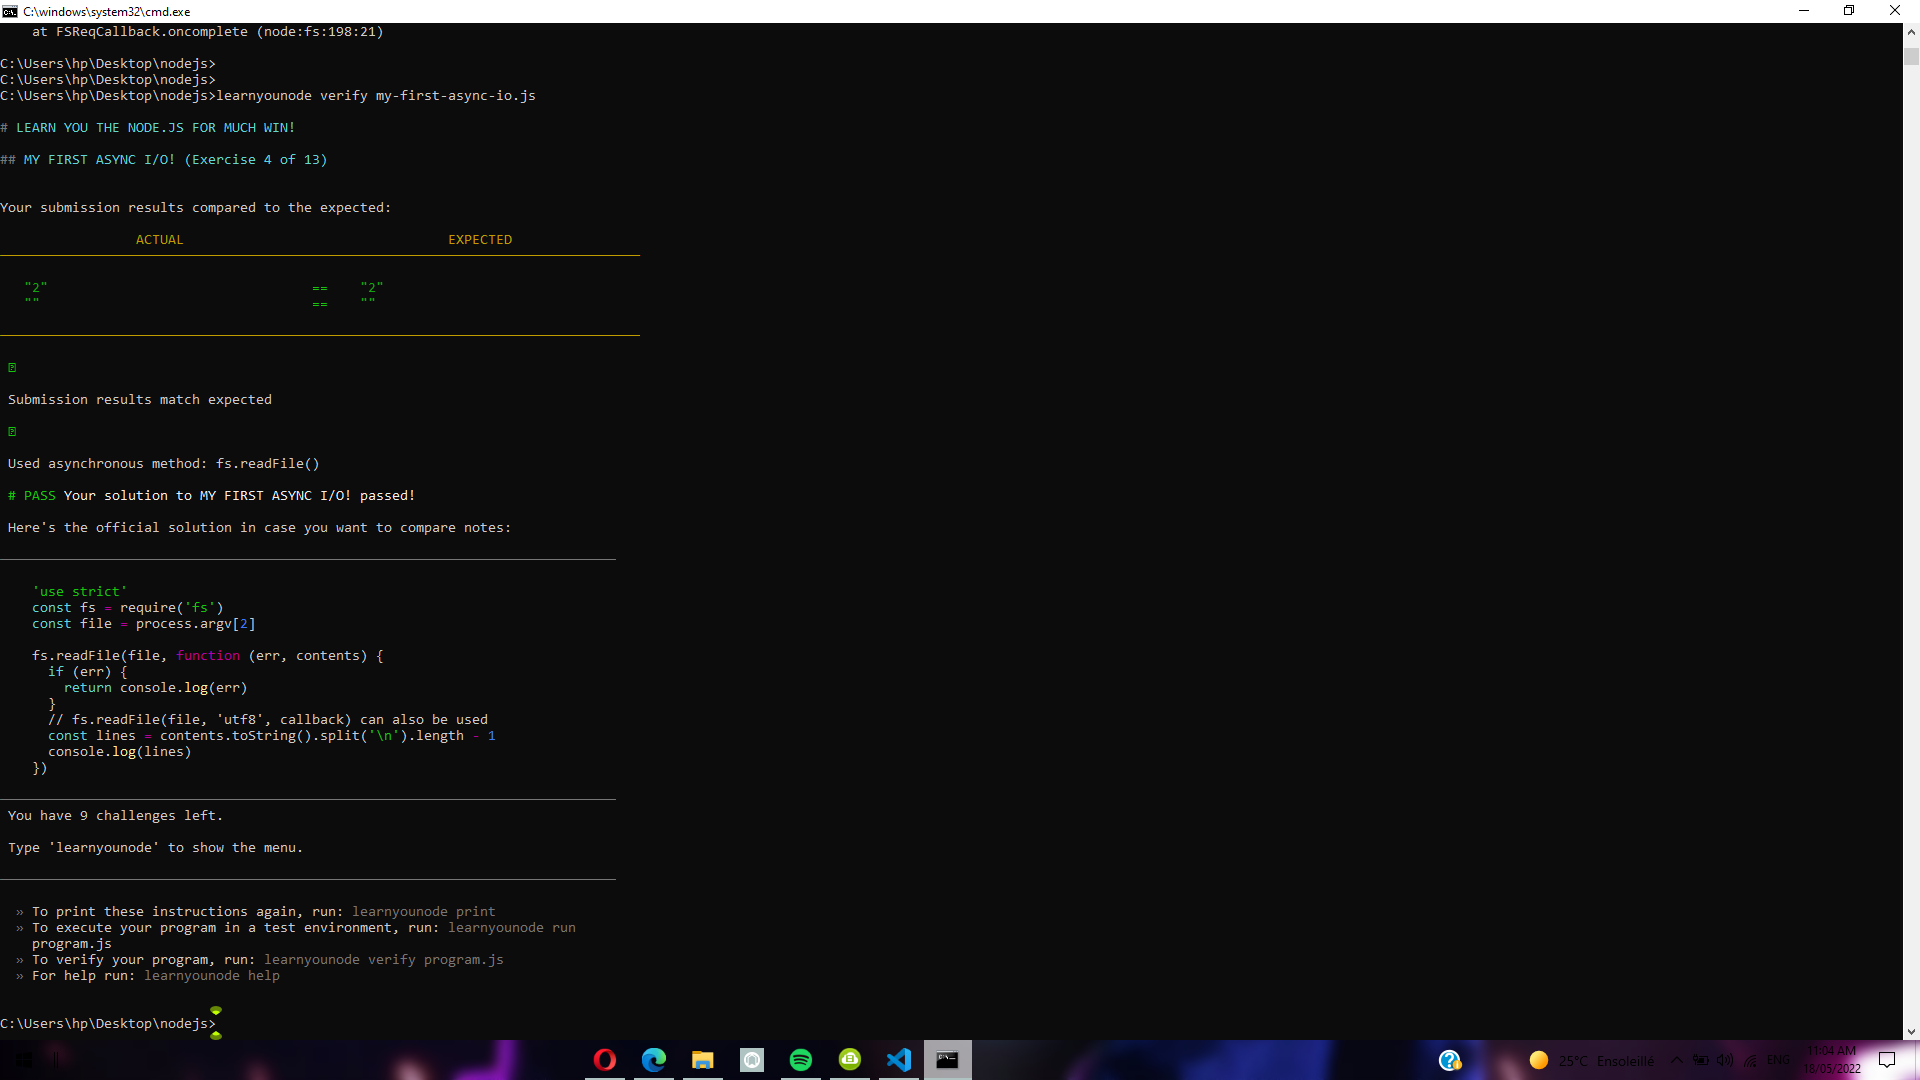 C:\windows\system32\cmd.exe
at FSReqCallback.oncomplete (node:fs:198:21)
C:\Users\hp\Desktop\nodejs>
C:\Users\hp\Desktop\nodejs>
C:\Users\hp\Desktop\nodejs>learnyounode verify my-first-async-io.js
# LEARN YOU THE NODE.JS FOR MUCH WIN!
## MY FIRST ASYNC I/O! (Exercise 4 of 13)
Your submission results compared to the expected:
ACTUAL EXPECTED
"2" == "2"
"" == ""
Submission results match expected
Used asynchronous method: fs.readFile()
# PASS Your solution to MY FIRST ASYNC I/O! passed!
Here's the official solution in case you want to compare notes:
'use strict'
const fs = require('fs')
const file = process.argv[2]
fs.readFile(file, function (err, contents) {
if (err) {
return console.log(err)
}
// fs.readFile(file, 'utf8', callback) can also be used
const lines = contents.toString().split('\n').length - 1
console.log(lines)
})
You have 9 challenges left.
Type 'learnyounode' to show the menu.
» To print these instructions again, run: learnyounode print
» To execute your program in a test environment, run: learnyounode run
program.js
» To verify your program, run: learnyounode verify program.js
» For help run: learnyounode help
C:\Users\hp\Desktop\nodejs>
25°C Ensoleillé
ENG
11:04 AM
18/05/2022